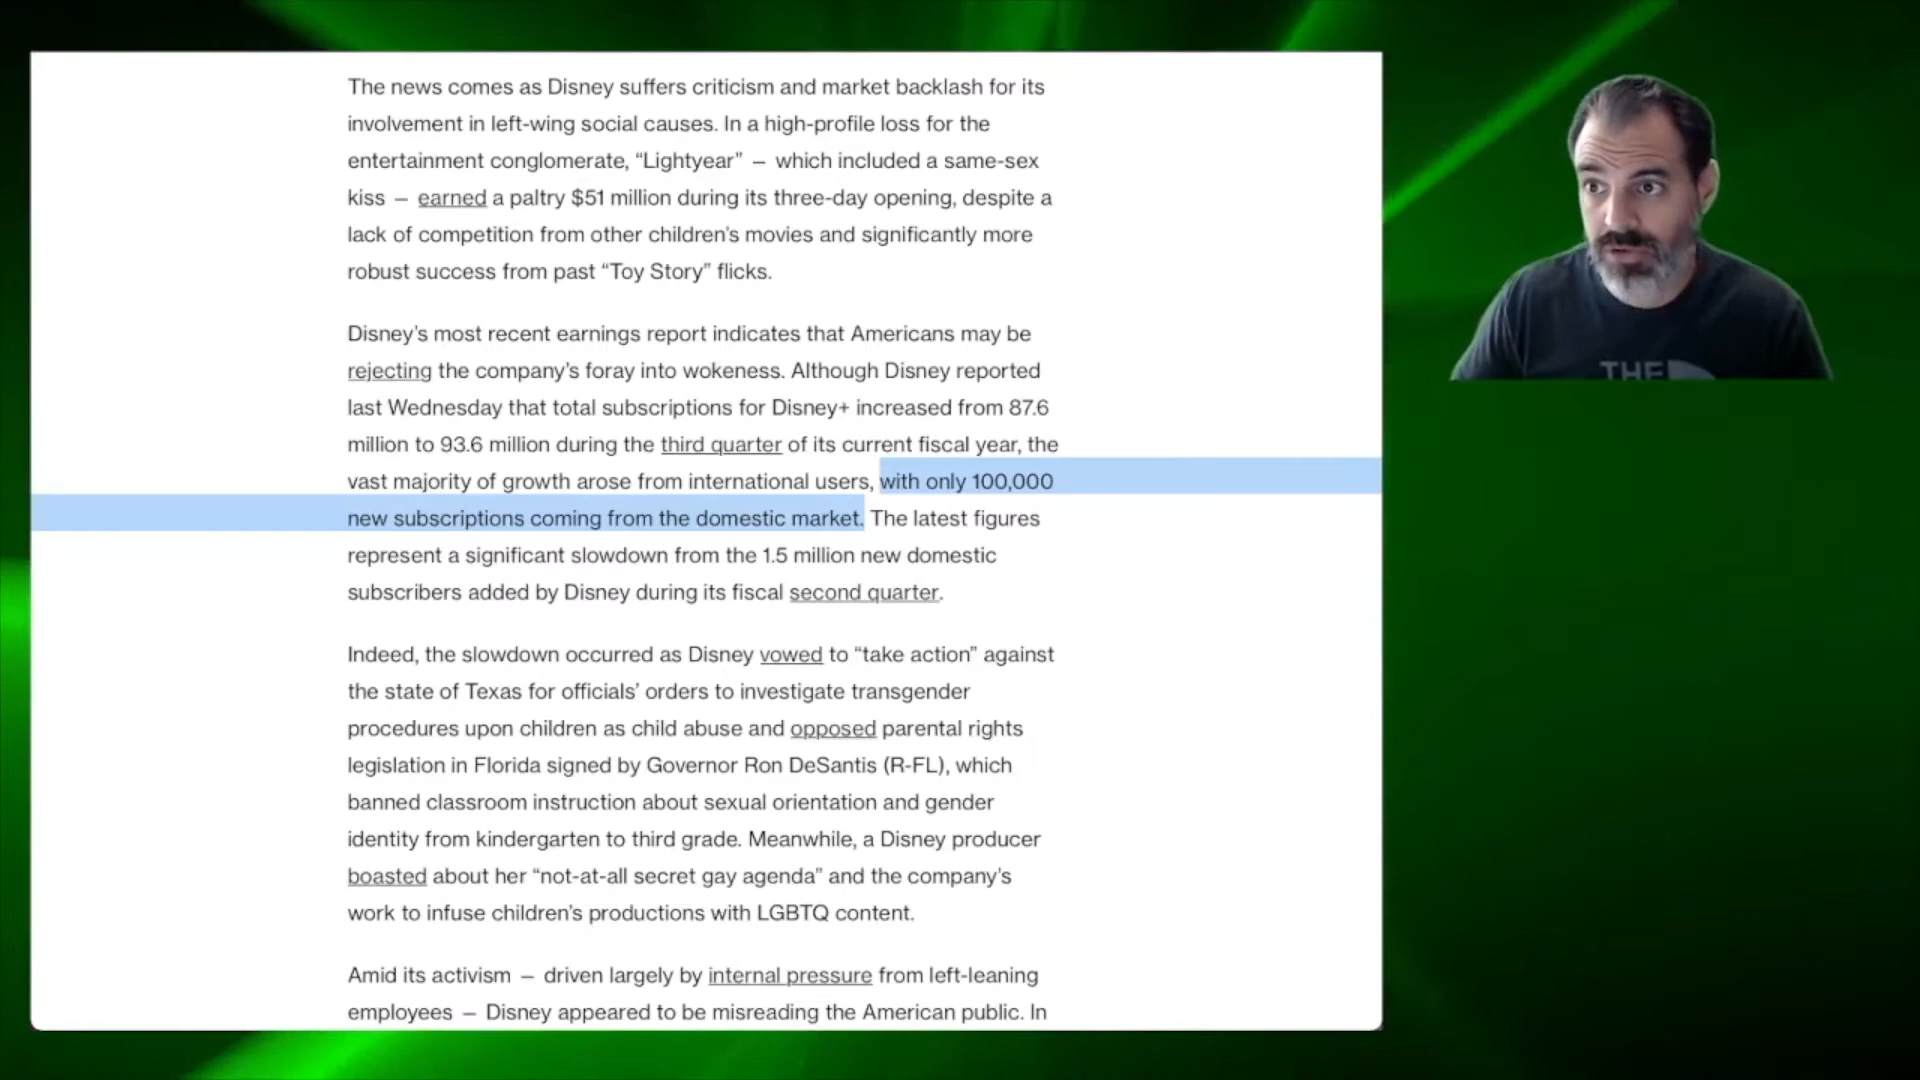 The news comes as Disney suffers criticism and market backlash for its
involvement in left-wing social causes. In a high-profile loss for the
entertainment conglomerate, “Lightyear” — which included a same-sex
kiss — earned a paltry $51 million during its three-day opening, despite a
lack of competition from other children’s movies and significantly more
robust success from past “Toy Story” flicks.
Disney’s most recent earnings report indicates that Americans may be
rejecting the company’s foray into wokeness. Although Disney reported
last Wednesday that total subscriptions for Disney+ increased from 87.6
million to 93.6 million during the third quarter of its current fiscal year, the
vast majority of growth arose from international users, with only 100,000
new subscriptions coming from the domestic market. The latest figures
represent a significant slowdown from the 1.5 million new domestic
subscribers added by Disney during its fiscal second quarter.
Indeed, the slowdown occurred as Disney vowed to “take action” against
the state of Texas for officials’ orders to investigate transgender
procedures upon children as child abuse and opposed parental rights
legislation in Florida signed by Governor Ron DeSantis (R-FL), which
banned classroom instruction about sexual orientation and gender
identity from kindergarten to third grade. Meanwhile, a Disney producer
boasted about her “not-at-all secret gay agenda” and the company’s
work to infuse children’s productions with LGBTQ content.
Amid its activism — driven largely by internal pressure from left-leaning
employees — Disney appeared to be misreading the American public. In
THE